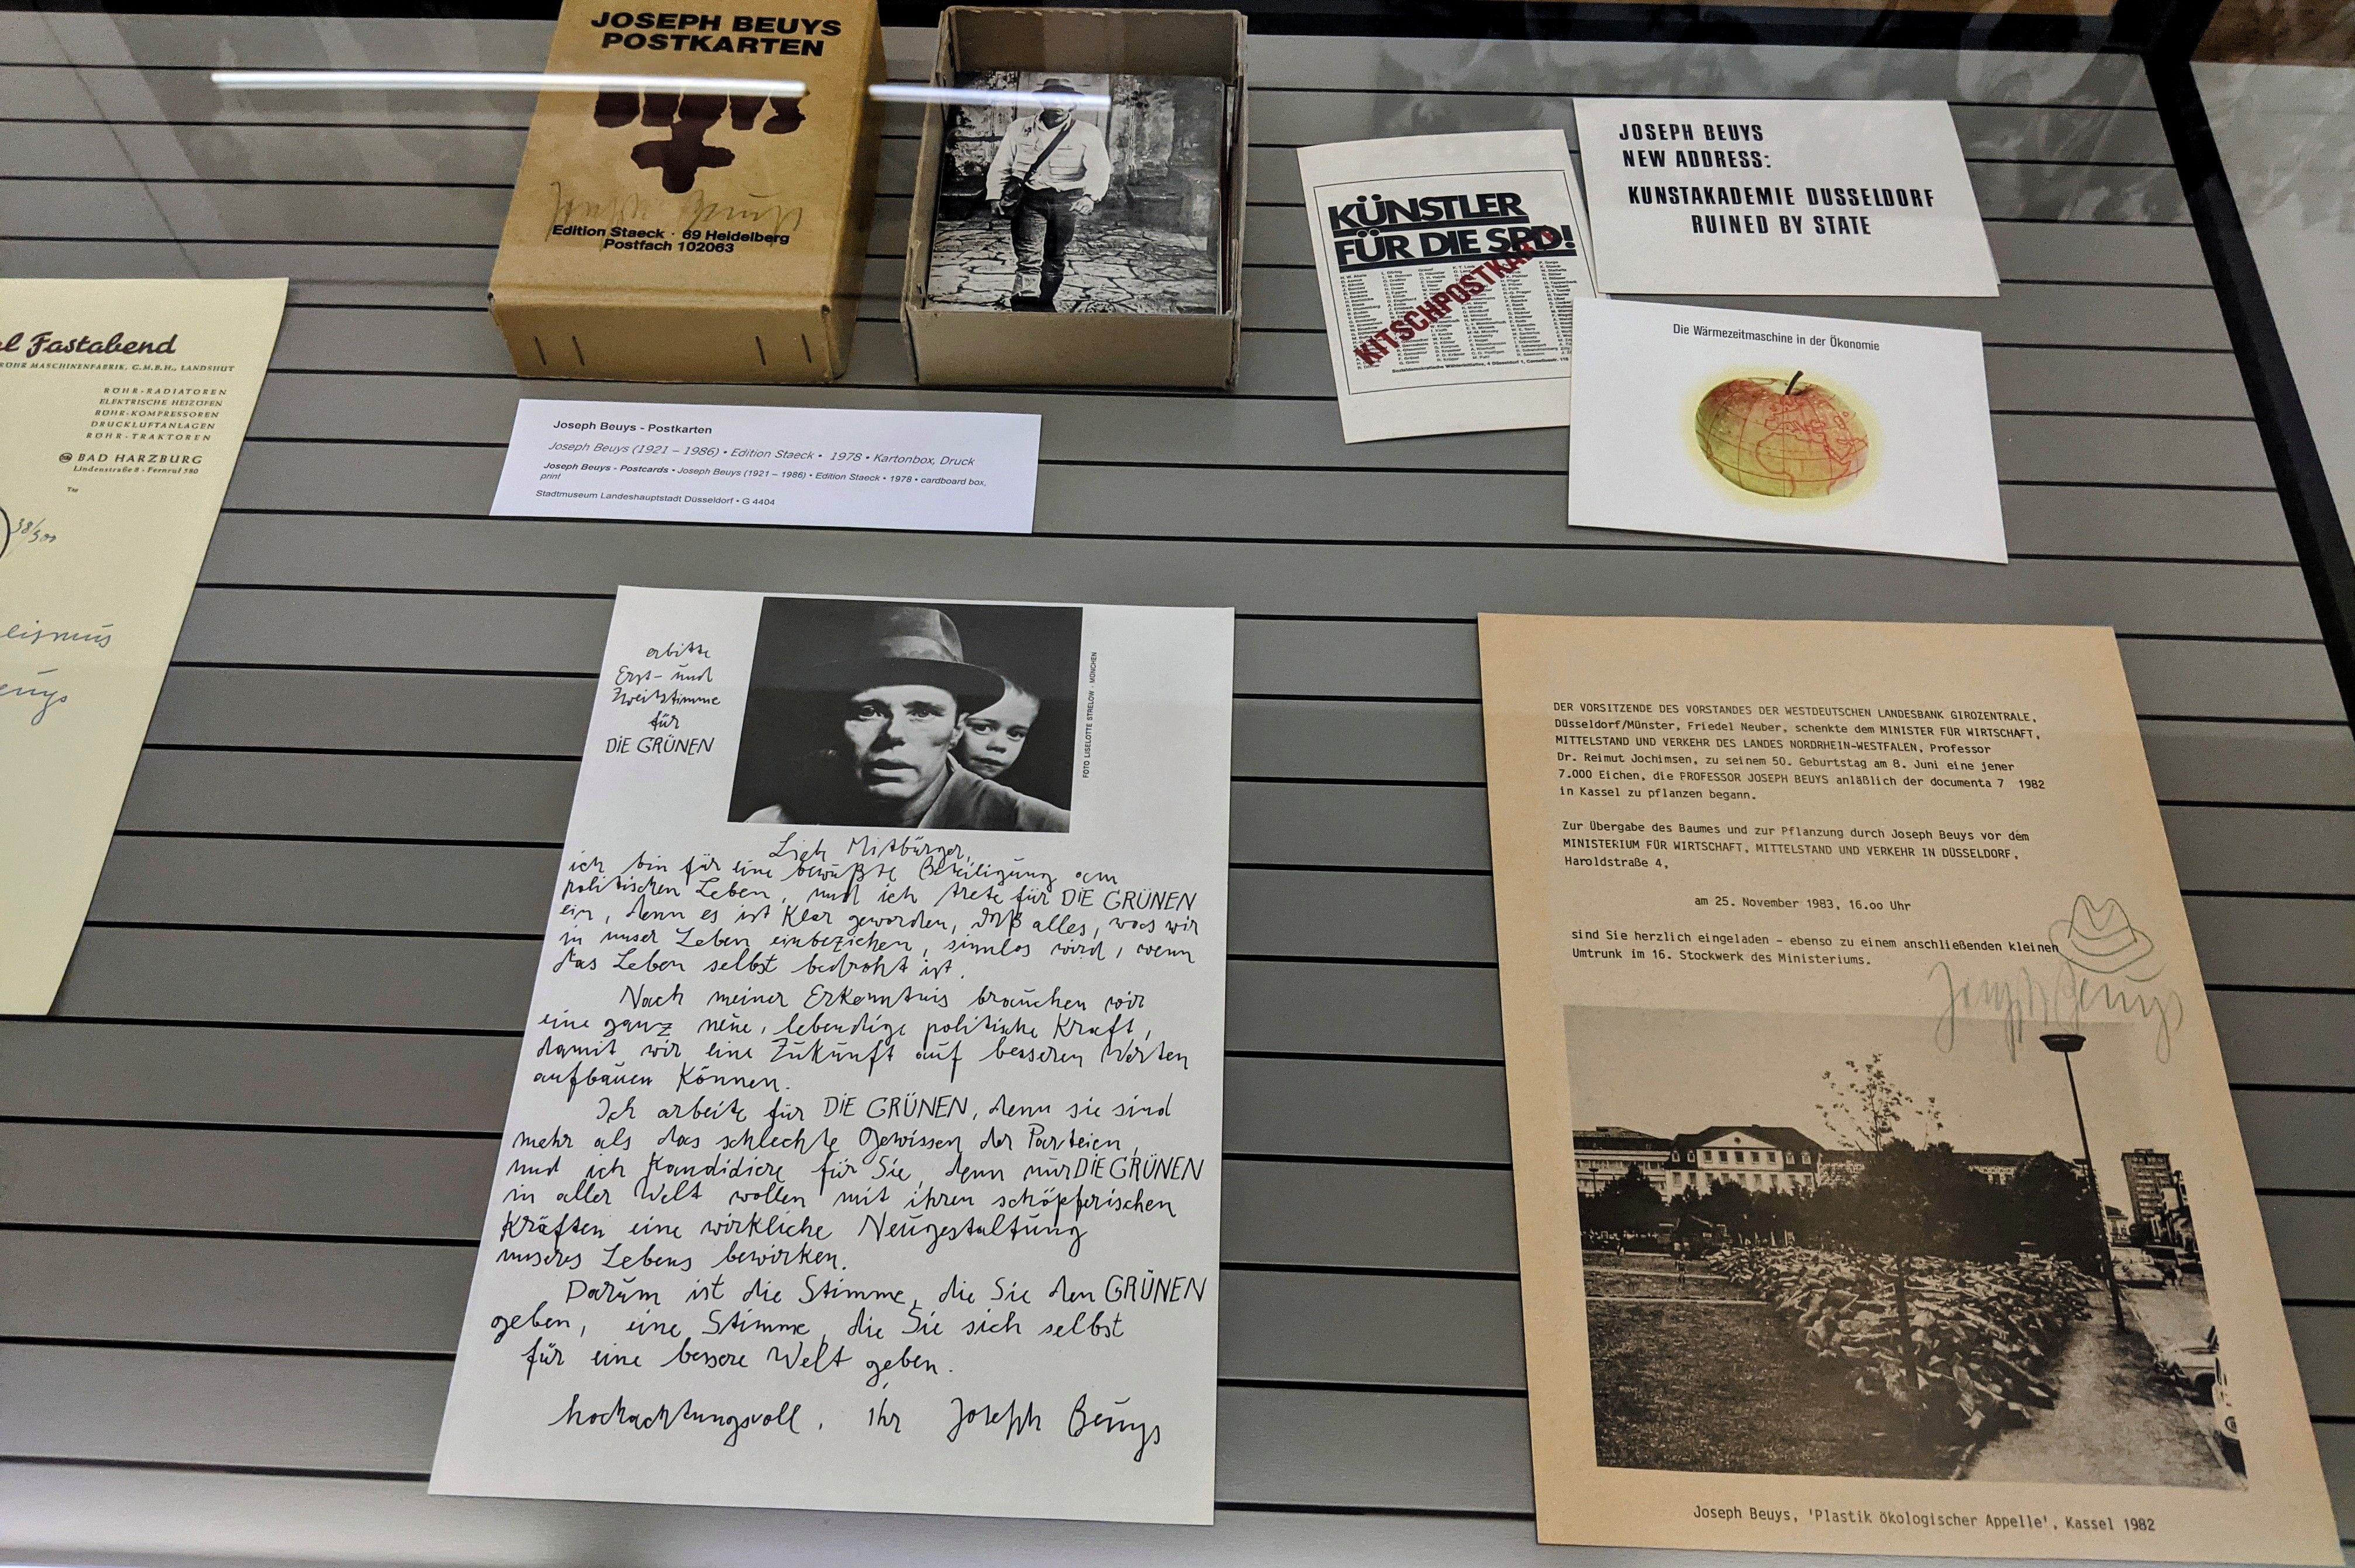 JOSEPH BEUYS
POSTKARTEN
Joseph Beuys
Edition Staeck · 69 Heidelberg
Postfach 102063
KÜNSTLER
FÜR DIE SPD!
KITSCHPOSTKARTE
JOSEPH BEUYS
NEW ADDRESS:
KUNSTAKADEMIE DUSSELDORF
RUINED BY STATE
Die Wärmezeitmaschine in der Ökonomie
Fastabend
MASCHINENFABRIK, G.M.B.H., LANDSHUT
RÖHR-RADIATOREN
ELEKTRISCHE HEIZÖFEN
RÖHR-KOMPRESSOREN
DRUCKLUFTANLAGEN
RÖHR-TRAKTOREN
BAD HARZBURG
Lindenstraße 8 - Fernruf 580
38/300
Joseph Beuys - Postkarten
Joseph Beuys (1921 – 1986) • Edition Staeck • 1978 • Kartonbox, Druck
Joseph Beuys - Postcards • Joseph Beuys (1921 – 1986) • Edition Staeck • 1978 • cardboard box,
print
Stadtmuseum Landeshauptstadt Düsseldorf • G 4404
erbitte
Erst- und
Zweitstimme
für
DIE GRÜNEN
FOTO LISELOTTE STRELOW · MÜNCHEN
Lieb Mitbürger,
ich bin für eine bewußte Beteiligung am
politischen Leben, und ich trete für DIE GRÜNEN
ein, denn es ist Klar geworden, daß alles, was wir
in unser Leben einbeziehen, sinnlos wird, wenn
das Leben selbst bedroht ist.
Nach meiner Erkenntnis brauchen wir
eine ganz neue, lebendige politische Kraft,
damit wir eine Zukunft auf besseren Werten
aufbauen Können.
Ich arbeite für DIE GRÜNEN, denn sie sind
mehr als das schlechte Gewissen der Parteien,
und ich Kandidiere für Sie, denn nur DIE GRÜNEN
in aller Welt wollen mit ihren schöpferischen
Kräften eine wirkliche Neugestaltung
unseres Lebens bewirken.
Darum ist die Stimme, die Sie den GRÜNEN
geben, eine Stimme, die Sie sich selbst
für eine bessere Welt geben.
hochachtungsvoll, ihr Joseph Beuys
DER VORSITZENDE DES VORSTANDES DER WESTDEUTSCHEN LANDESBANK GIROZENTRALE,
Düsseldorf/Münster, Friedel Neuber, schenkte dem MINISTER FÜR WIRTSCHAFT,
MITTELSTAND UND VERKEHR DES LANDES NORDRHEIN-WESTFALEN, Professor
Dr. Reimut Jochimsen, zu seinem 50. Geburtstag am 8. Juni eine jener
7.000 Eichen, die PROFESSOR JOSEPH BEUYS anläßlich der documenta 7 1982
in Kassel zu pflanzen begann.
Zur Übergabe des Baumes und zur Pflanzung durch Joseph Beuys vor dem
MINISTERIUM FÜR WIRTSCHAFT, MITTELSTAND UND VERKEHR IN DÜSSELDORF,
Haroldstraße 4,
am 25. November 1983, 16.oo Uhr
sind Sie herzlich eingeladen - ebenso zu einem anschließenden kleinen
Umtrunk im 16. Stockwerk des Ministeriums.
Joseph Beuys
Joseph Beuys, 'Plastik ökologischer Appelle', Kassel 1982